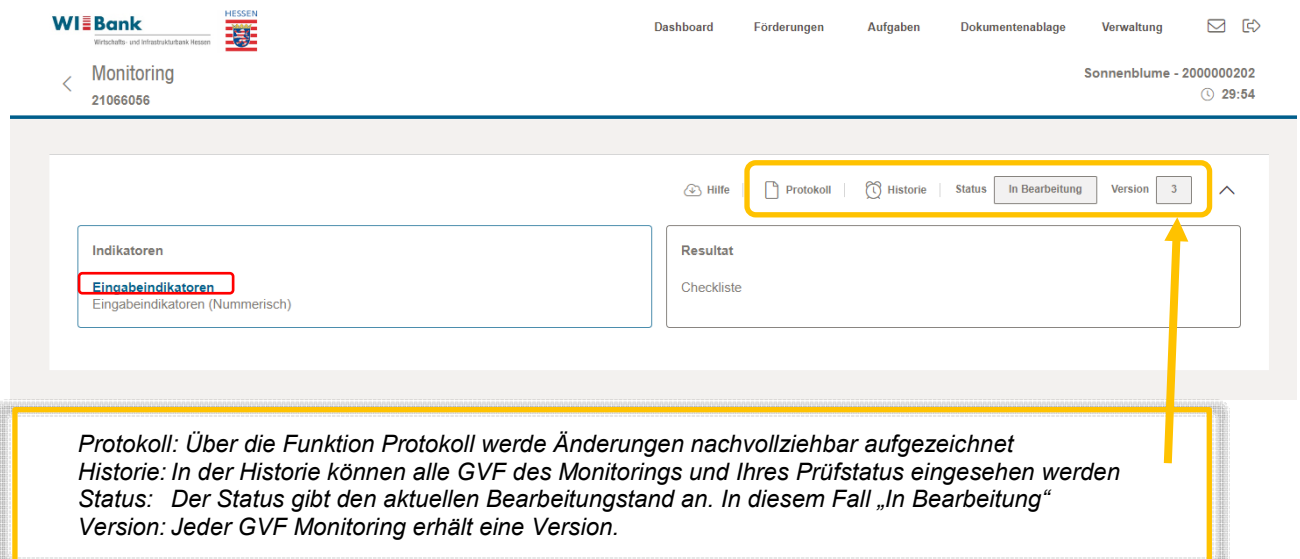 WIBank
Wirtschafts- und Infrastrukturbank Hessen
HESSEN
Dashboard Förderungen Aufgaben Dokumentenablage Verwaltung
Monitoring
21066056
Sonnenblume - 2000000202
29:54
Hilfe Protokoll Historie Status In Bearbeitung Version 3
Indikatoren
Eingabeindikatoren
Eingabeindikatoren (Nummerisch)
Resultat
Checkliste
Protokoll: Über die Funktion Protokoll werde Änderungen nachvollziehbar aufgezeichnet
Historie: In der Historie können alle GVF des Monitorings und Ihres Prüfstatus eingesehen werden
Status: Der Status gibt den aktuellen Bearbeitungstand an. In diesem Fall „In Bearbeitung“
Version: Jeder GVF Monitoring erhält eine Version.